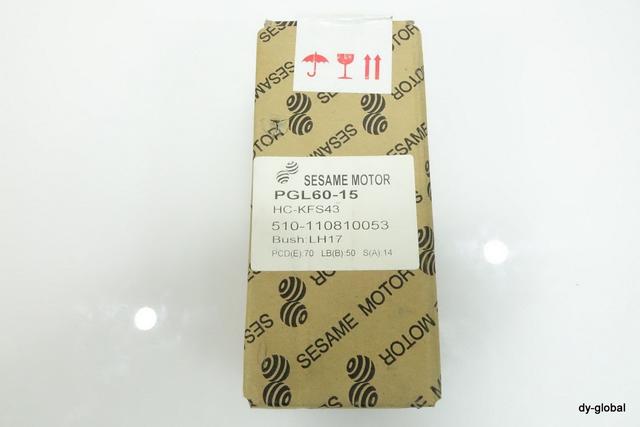 SESAME MOTOR
SESAME MOTOR
PGL60-15
HC-KFS43
510-110810053
Bush:LH17
PCD(E):70 LB(B):50 S(A):14
SESAME MOTOR
SESAME MOTOR
dy-global